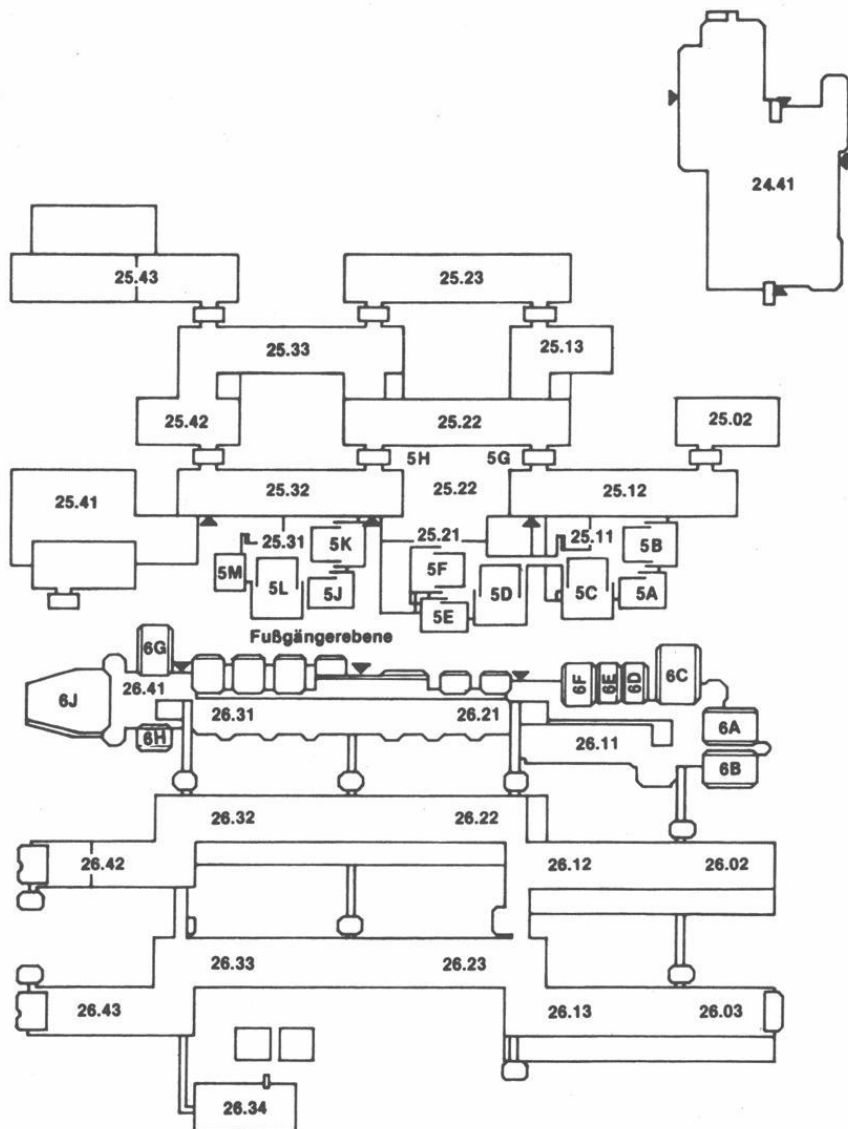 24.41
25.43
25.23
25.33
25.13
25.42
25.22
25.02
5H
5G
25.41
25.32
25.22
25.12
25.31
5K
25.21
25.11
5B
5M
5L
5J
5F
5D
5C
5A
5E
Fußgängerebene
6G
26.41
6J
6H
26.31
26.21
6F
6E
6D
6C
26.11
6A
6B
26.32
26.22
26.42
26.12
26.02
26.33
26.23
26.43
26.13
26.03
26.34